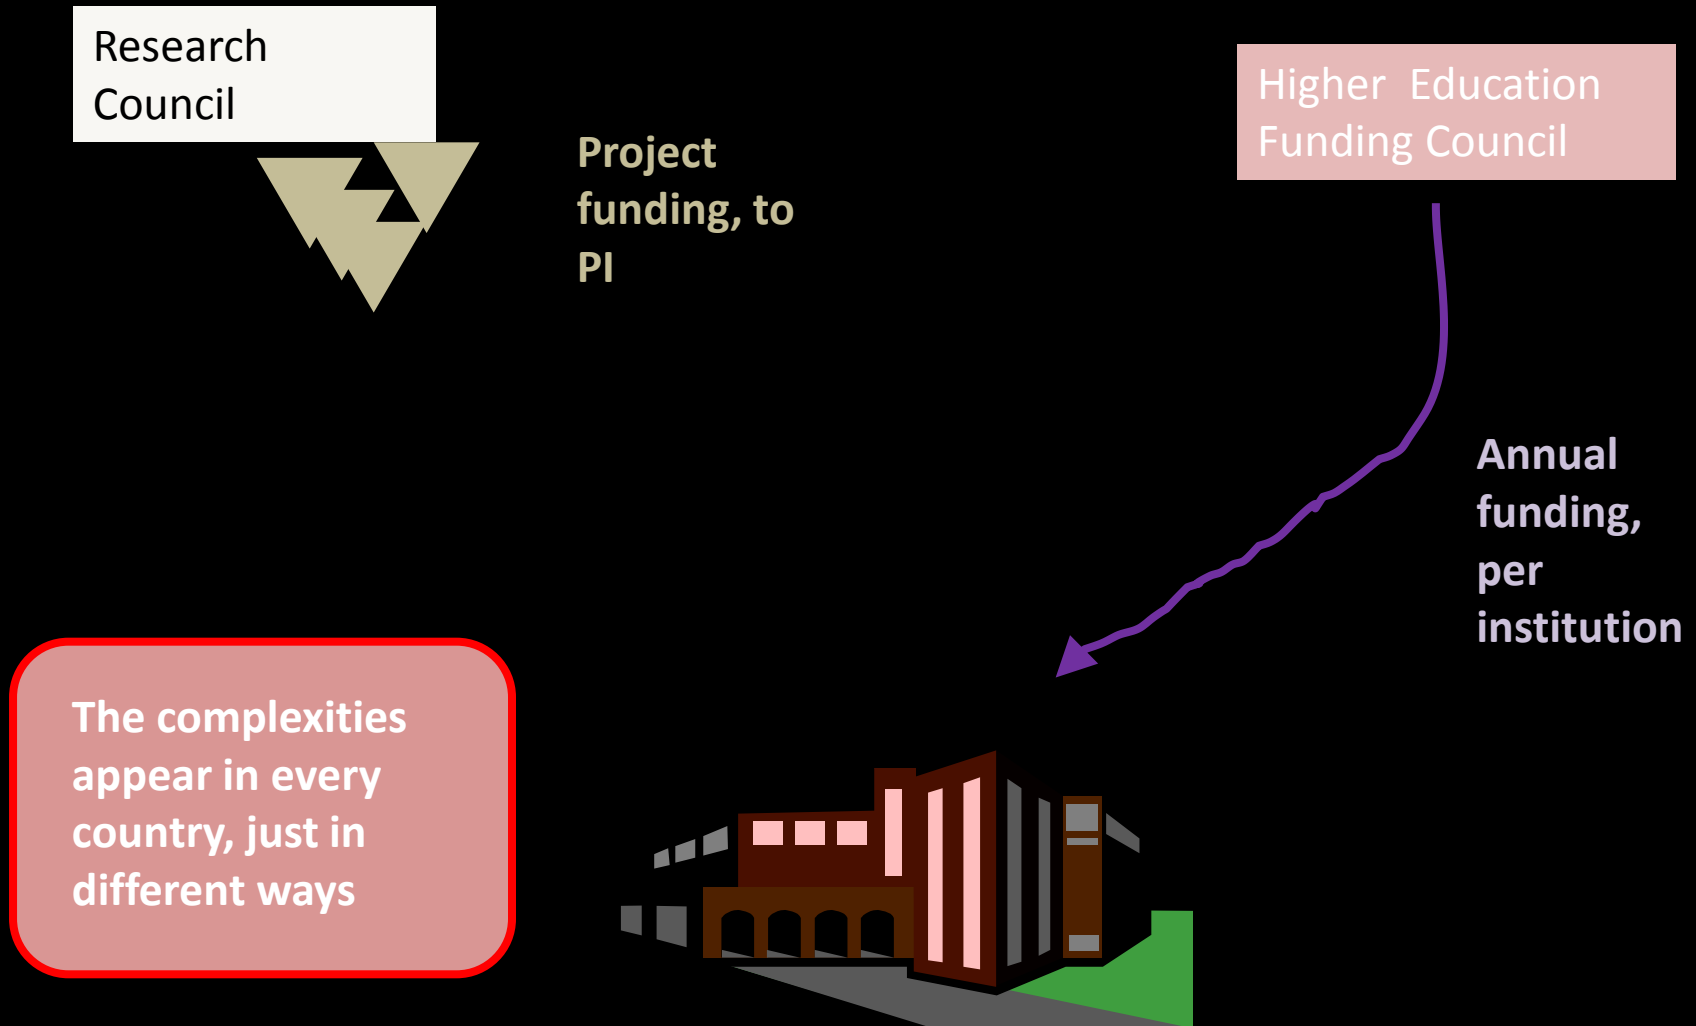 Research
Council
Project
funding, to
PI
Higher Education
Funding Council
Annual
funding,
per
institution
The complexities
appear in every
country, just in
different ways